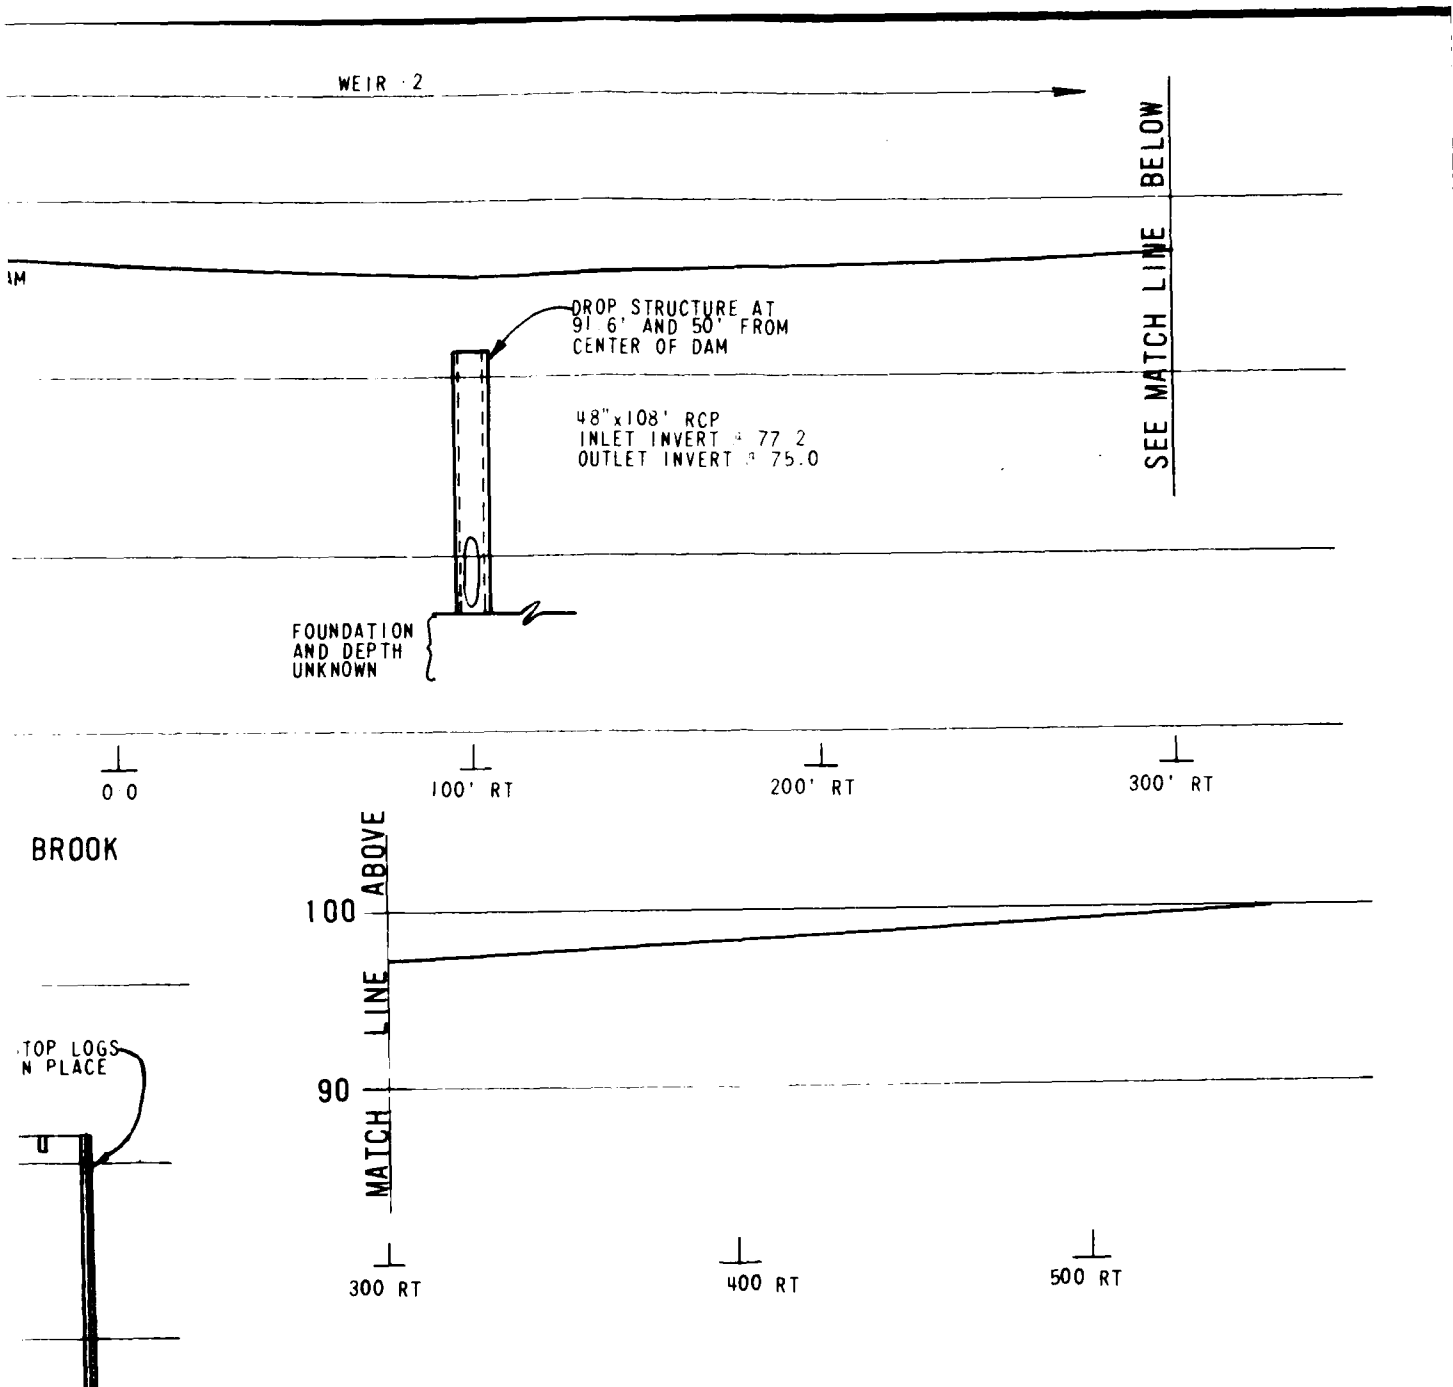 WEIR 2
SEE MATCH LINE BELOW
AM
DROP STRUCTURE AT
91.6' AND 50' FROM
CENTER OF DAM
48"x108' RCP
INLET INVERT @ 77.2
OUTLET INVERT @ 75.0
FOUNDATION
AND DEPTH
UNKNOWN
0+0
100' RT
200' RT
300' RT
BROOK
MATCH LINE ABOVE
100
90
TOP LOGS
N PLACE
300 RT
400 RT
500 RT